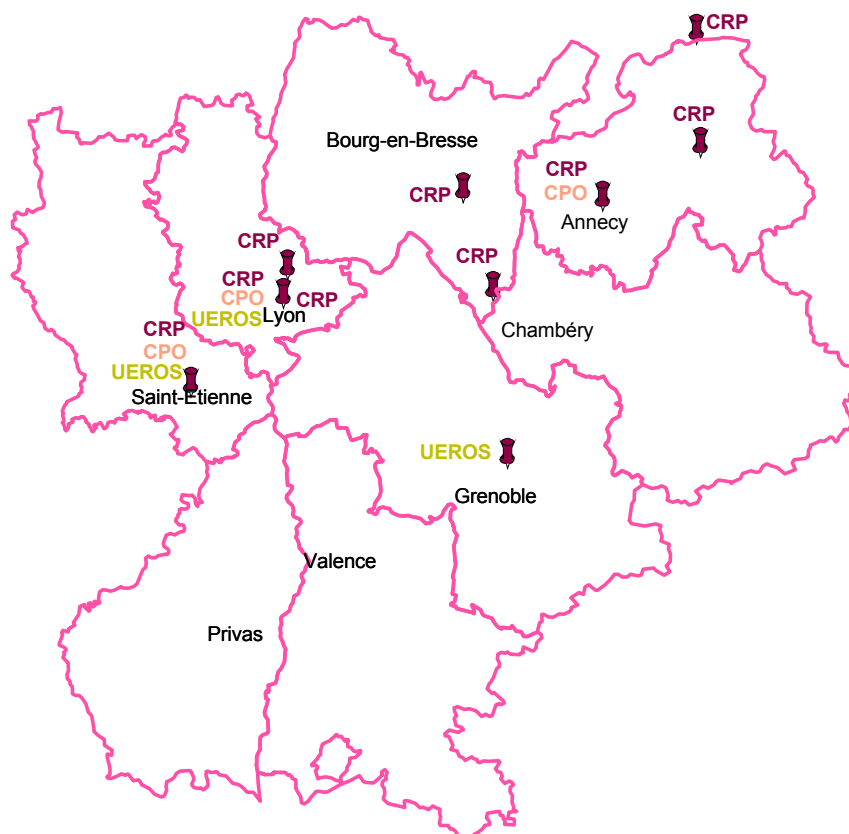 CRP
CRP
Bourg-en-Bresse
CRP
CPO
CRP
Annecy
CRP
CRP
CRP
CPO
CRP
UEROS
Lyon
CRP
Chambéry
CPO
UEROS
Saint-Etienne
UEROS
Grenoble
Valence
Privas